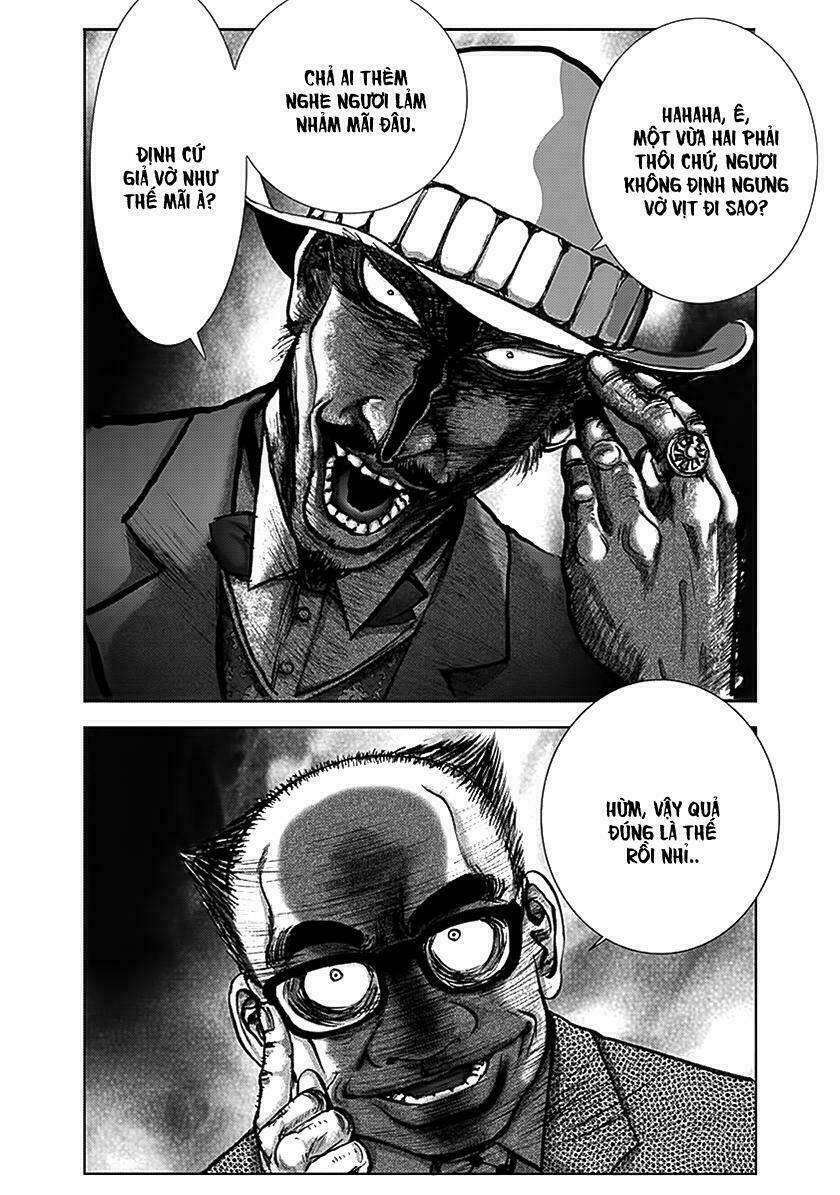 HAHAHA, Ê,
MỘT VỪA HAI PHẢI
THÔI CHỨ, NGƯƠI
KHÔNG ĐỊNH NGƯNG
VỜ VỊT ĐI SAO?
CHẢ AI THÈM
NGHE NGƯƠI LẢM
NHẢM MÃI ĐÂU.
ĐỊNH CỨ
GIẢ VỜ NHƯ
THẾ MÃI À?
HỪM, VẬY QUẢ
ĐÚNG LÀ THẾ
RỒI NHỈ..